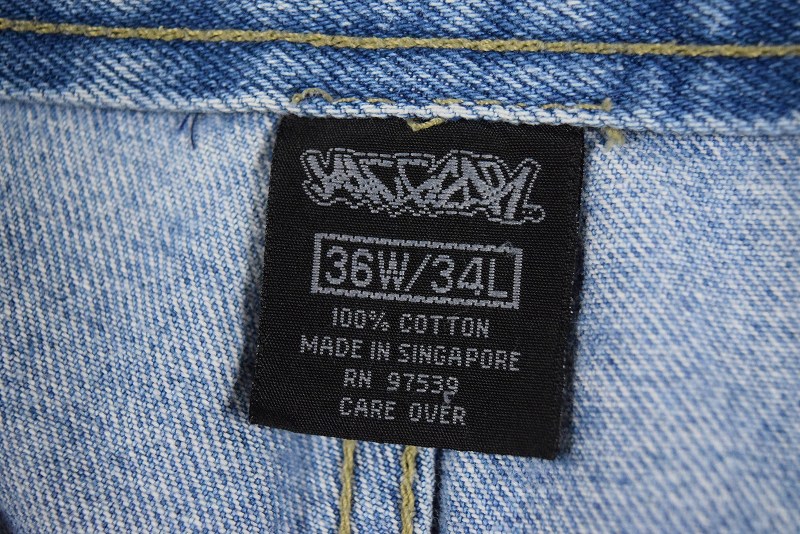 36W/34L
100% COTTON
MADE IN SINGAPORE
RN 97539
CARE OVER